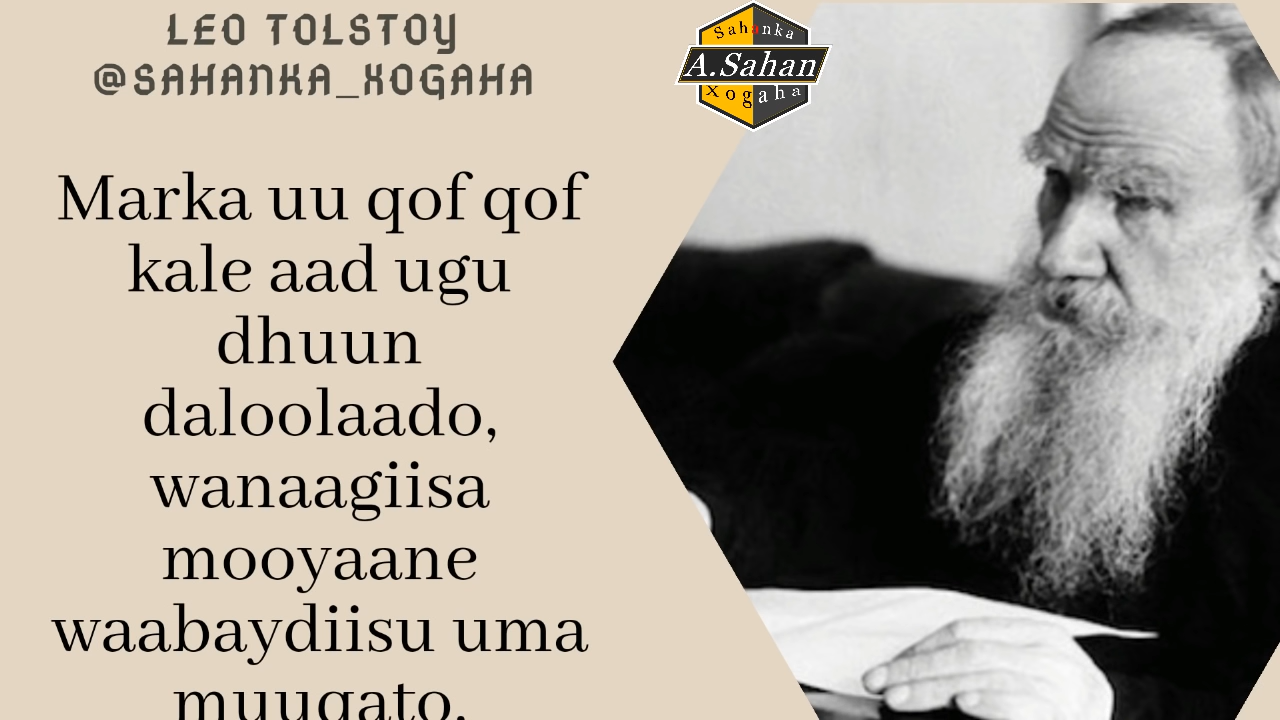 LEO TOLSTOY
@SAHANKA_XOGAHA
Sahanka
A.Sahan
Xogaha
Marka uu qof qof
kale aad ugu
dhuun
daloolaado,
wanaagiisa
mooyaane
waabaydiisu uma
muuqato.